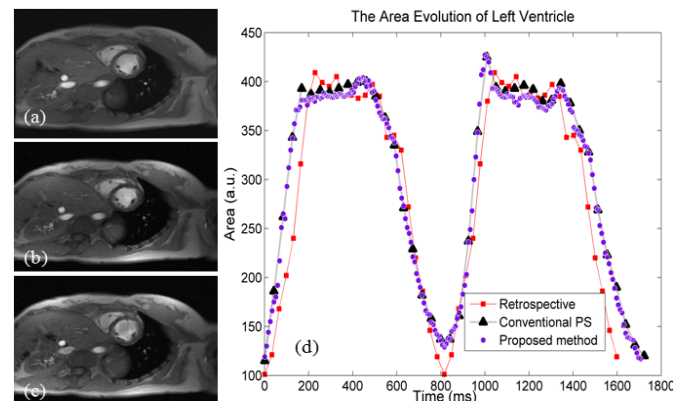 (a)
(b)
(c)
The Area Evolution of Left Ventricle
Area (a.u.)
450
400
350
300
250
200
150
100
(d)
Retrospective
Conventional PS
Proposed method
0 200 400 600 800 1000 1200 1400 1600 1800
Time (ms)